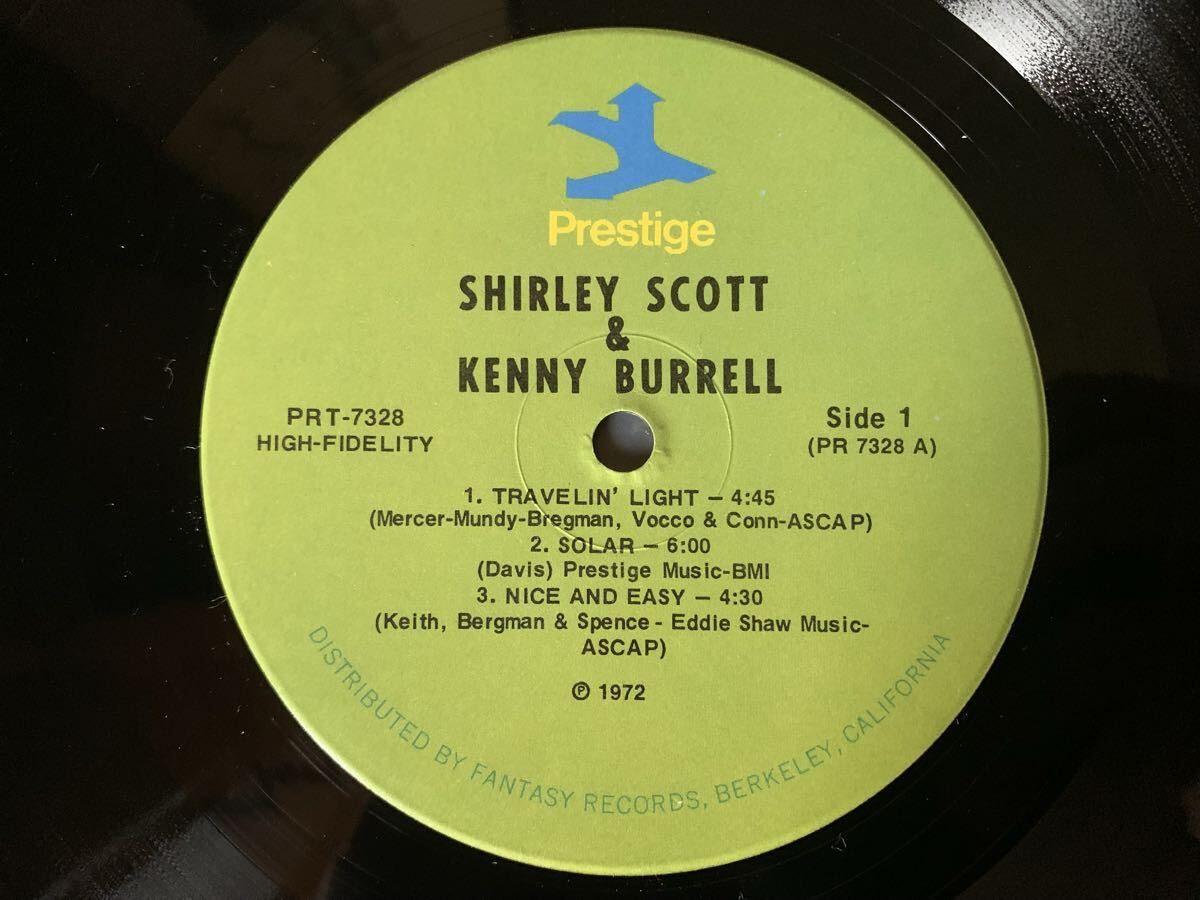 Prestige
SHIRLEY SCOTT
&
KENNY BURRELL
PRT-7328
HIGH-FIDELITY
Side 1
(PR 7328 A)
1. TRAVELIN' LIGHT – 4:45
(Mercer-Mundy-Bregman, Vocco & Conn-ASCAP)
2. SOLAR – 6:00
(Davis) Prestige Music-BMI
3. NICE AND EASY – 4:30
(Keith, Bergman & Spence - Eddie Shaw Music-
ASCAP)
℗ 1972
DISTRIBUTED BY FANTASY RECORDS, BERKELEY, CALIFORNIA